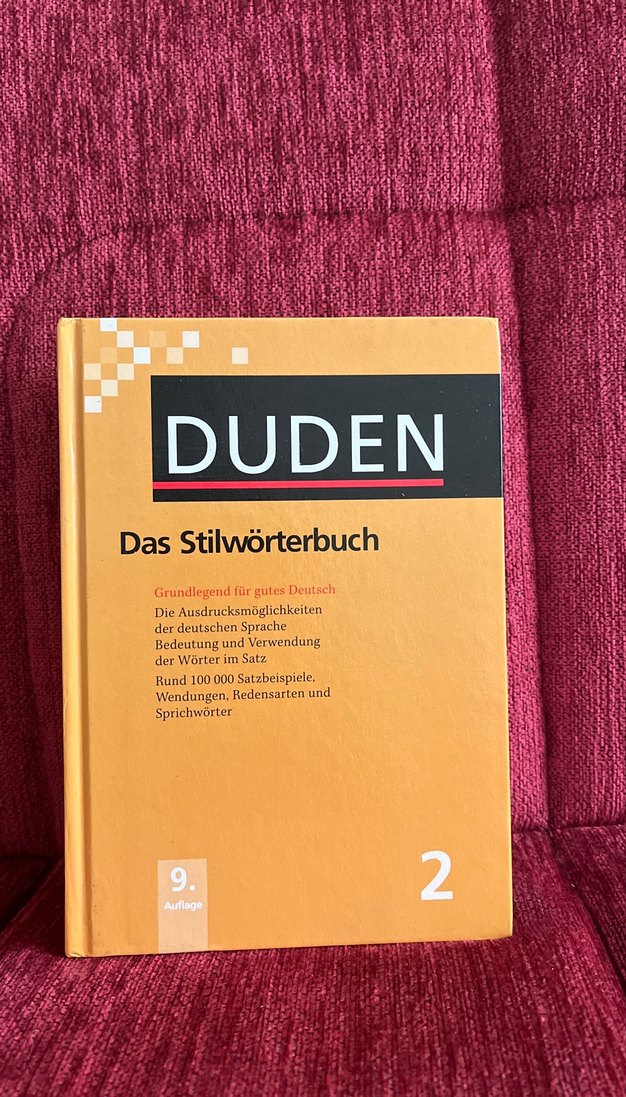 DUDEN
Das Stilwörterbuch
Grundlegend für gutes Deutsch
Die Ausdrucksmöglichkeiten
der deutschen Sprache
Bedeutung und Verwendung
der Wörter im Satz
Rund 100 000 Satzbeispiele,
Wendungen, Redensarten und
Sprichwörter
9.
Auflage
2